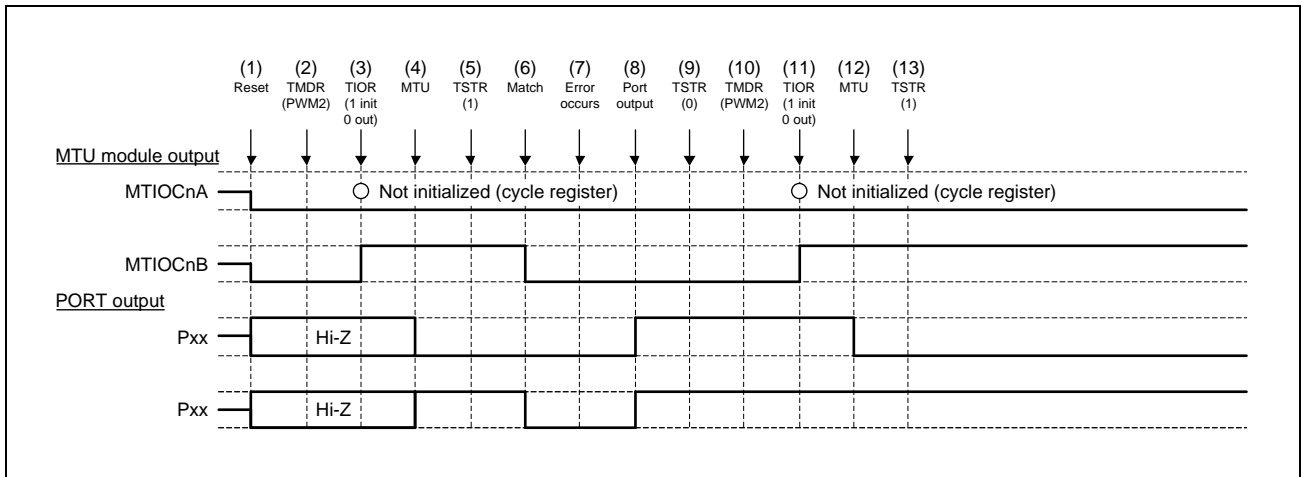 (1) (2) (3) (4) (5) (6) (7) (8) (9) (10) (11) (12) (13)
Reset TMDR TIOR MTU TSTR Match Error Port TSTR TMDR TIOR MTU TSTR
(PWM2) (1 init (1) occurs output (0) (PWM2) (1 init (1)
0 out) 0 out)
MTU module output
MTIOCnA Not initialized (cycle register) Not initialized (cycle register)
MTIOCnB
PORT output
Pxx Hi-Z
Pxx Hi-Z